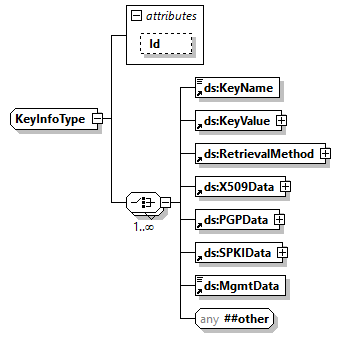 attributes
Id
KeyInfoType
ds:KeyName
ds:KeyValue
ds:RetrievalMethod
ds:X509Data
1..∞
ds:PGPData
ds:SPKIData
ds:MgmtData
any ##other